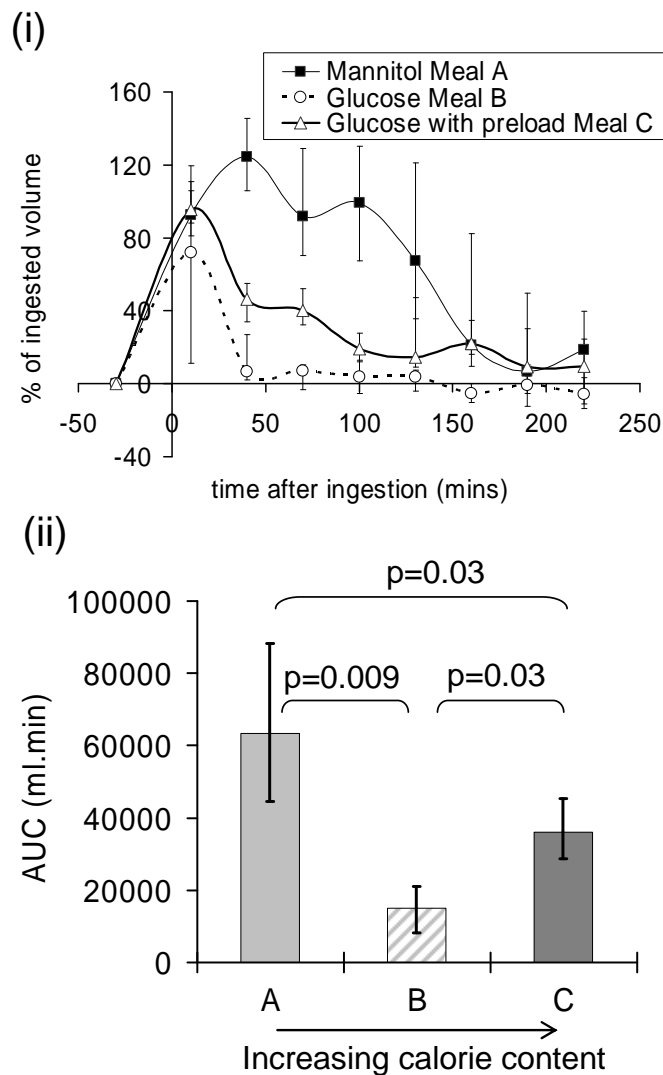 (i)
Mannitol Meal A
Glucose Meal B
Glucose with preload Meal C
160
120
80
40
0
-40
% of ingested volume
-50 0 50 100 150 200 250
time after ingestion (mins)
(ii)
p=0.03
p=0.009 p=0.03
100000
80000
60000
40000
20000
0
AUC (ml.min)
A B C
Increasing calorie content